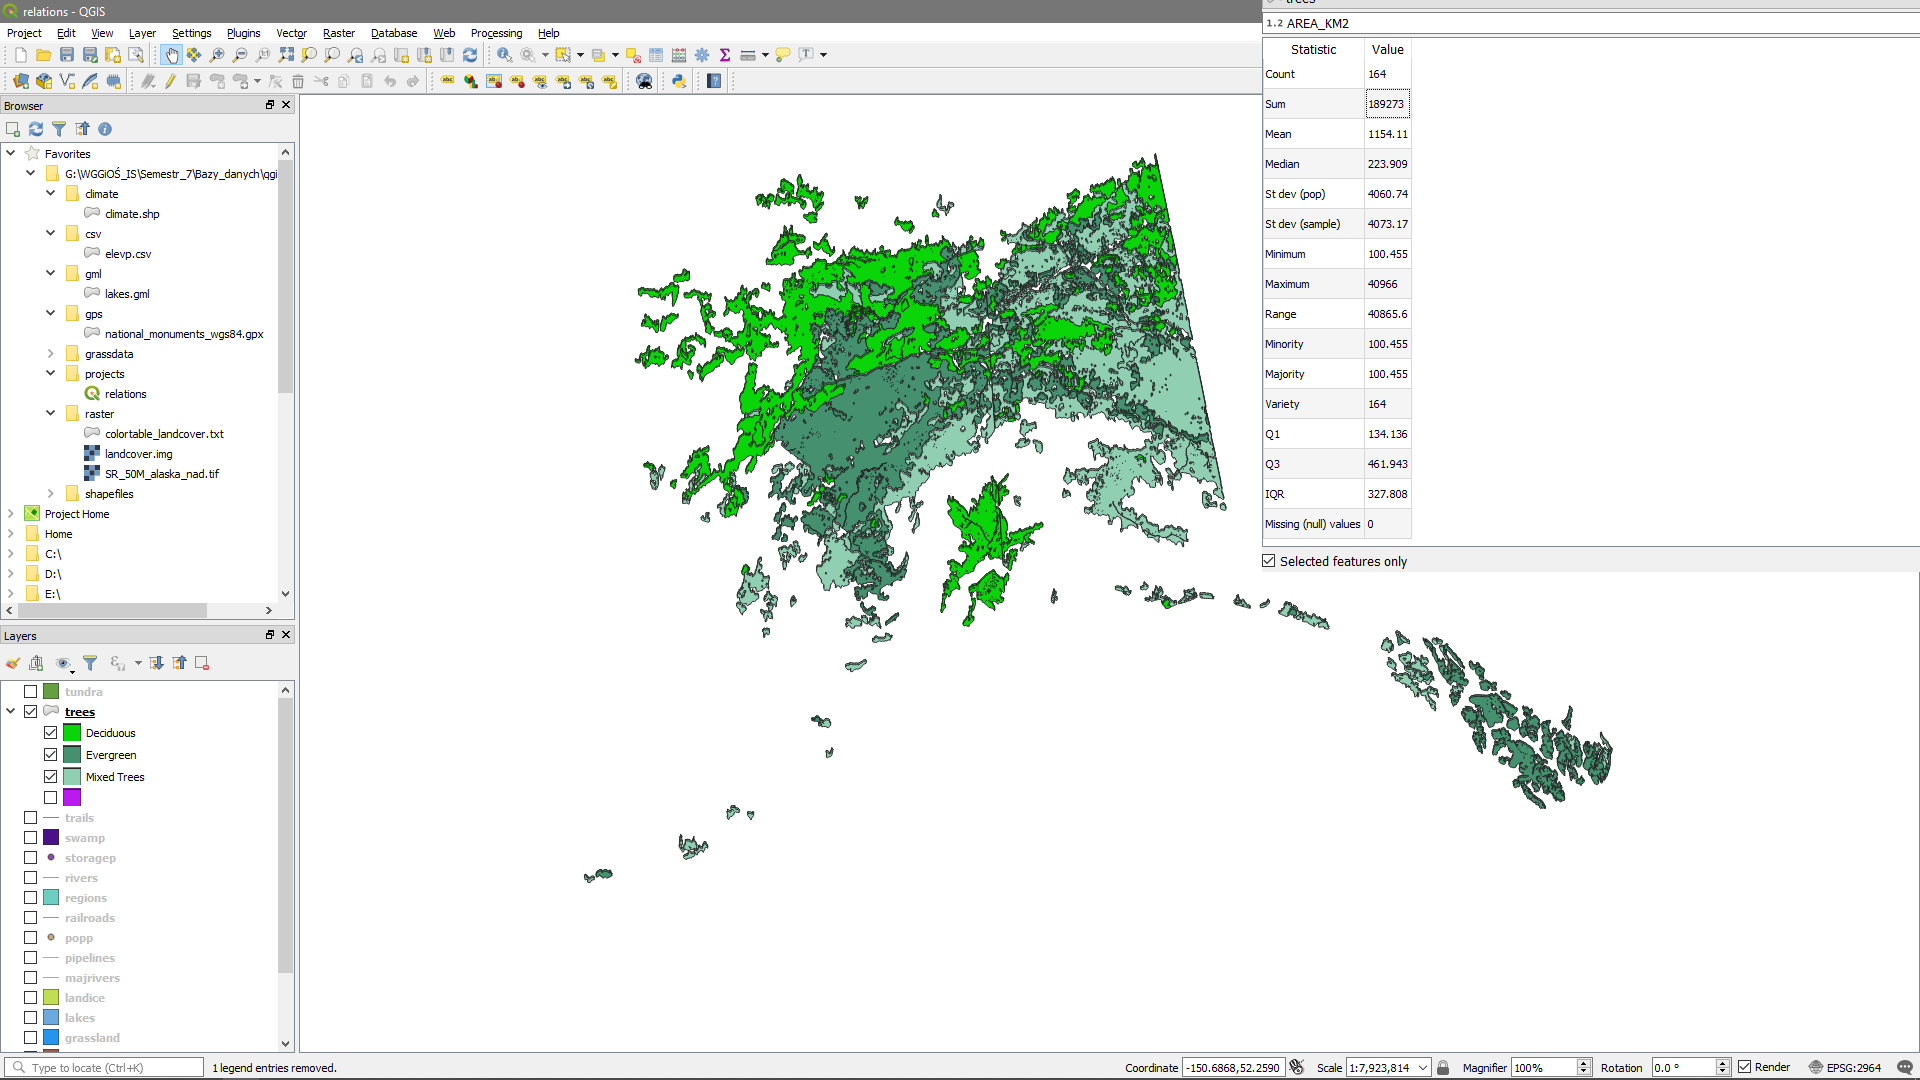 relations - QGIS
Project Edit View Layer Settings Plugins Vector Raster Database Web Processing Help
Browser
Favorites
G:\WGGiOŚ_IS\Semestr_7\Bazy_danych\qgi
climate
climate.shp
csv
elevp.csv
gml
lakes.gml
gps
national_monuments_wgs84.gpx
grassdata
projects
relations
raster
colortable_landcover.txt
landcover.img
SR_50M_alaska_nad.tif
shapefiles
Project Home
Home
C:\
D:\
E:\
Layers
tundra
trees
Deciduous
Evergreen
Mixed Trees
trails
swamp
storagep
rivers
regions
railroads
popp
pipelines
majrivers
landice
lakes
grassland
trees
1.2 AREA_KM2
Statistic Value
Count 164
Sum 189273
Mean 1154.11
Median 223.909
St dev (pop) 4060.74
St dev (sample) 4073.17
Minimum 100.455
Maximum 40966
Range 40865.6
Minority 100.455
Majority 100.455
Variety 164
Q1 134.136
Q3 461.943
IQR 327.808
Missing (null) values 0
Selected features only
Type to locate (Ctrl+K) 1 legend entries removed. Coordinate -150.6868,52.2590 Scale 1:7,923,814 Magnifier 100% Rotation 0.0 ° Render EPSG:2964